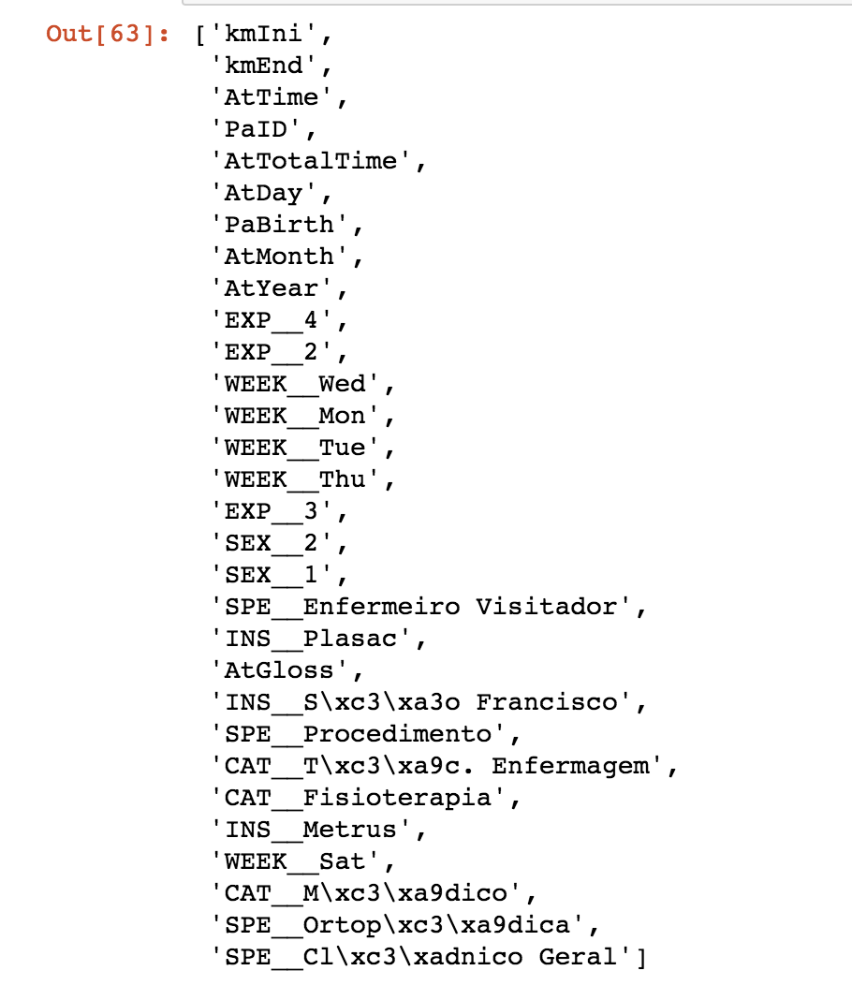 Out[63]: ['kmIni',
'kmEnd',
'AtTime',
'PaID',
'AtTotalTime',
'AtDay',
'PaBirth',
'AtMonth',
'AtYear',
'EXP__4',
'EXP__2',
'WEEK__Wed',
'WEEK__Mon',
'WEEK__Tue',
'WEEK__Thu',
'EXP__3',
'SEX__2',
'SEX__1',
'SPE__Enfermeiro Visitador',
'INS__Plasac',
'AtGloss',
'INS__S\xc3\xa3o Francisco',
'SPE__Procedimento',
'CAT__T\xc3\xa9c. Enfermagem',
'CAT__Fisioterapia',
'INS__Metrus',
'WEEK__Sat',
'CAT__M\xc3\xa9dico',
'SPE__Ortop\xc3\xa9dica',
'SPE__Cl\xc3\xadnico Geral']